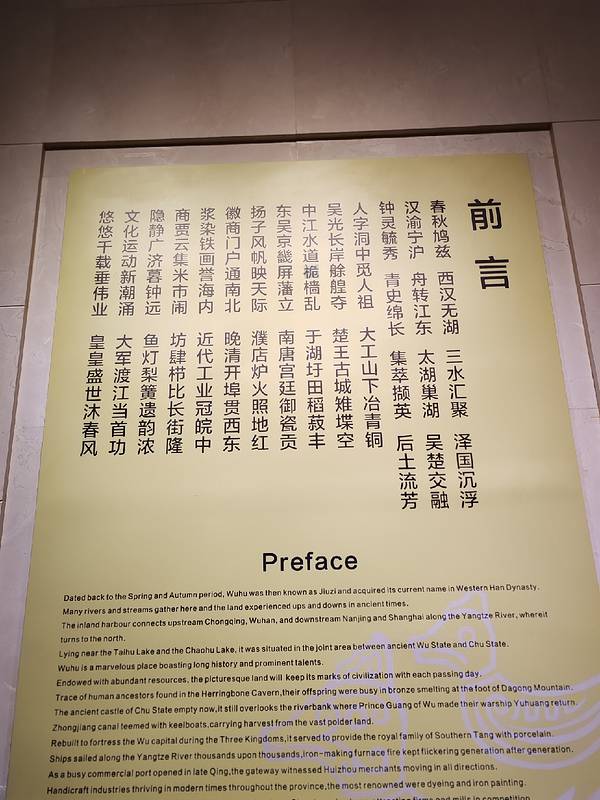 前言
春秋鸠兹 西汉无湖 三水汇聚 泽国沉浮
汉渝宁沪 舟转江东 太湖巢湖 吴楚交融
钟灵毓秀 青史绵长 集萃撷英 后土流芳
人字洞中觅人祖 大工山下冶青铜
吴光长岸艅艎夺 楚王古城雉堞空
中江水道桅樯乱 于湖圩田稻菽丰
东吴京畿屏藩立 南唐宫廷御瓷贡
扬子风帆映天际 濮店炉火照地红
徽商门户通南北 晚清开埠贯西东
浆染铁画誉海内 近代工业冠皖中
商贾云集米市闹 坊肆栉比长街隆
隐静广济暮钟远 鱼灯梨簧遗韵浓
文化运动新潮涌 大军渡江当首功
悠悠千载垂伟业 皇皇盛世沐春风
Preface
Dated back to the Spring and Autumn period, Wuhu was then known as Jiuzi and acquired its current name in Western Han Dynasty.
Many rivers and streams gather here and the land experienced ups and downs in ancient times.
The inland harbour connects upstream Chongqing, Wuhan, and downstream Nanjing and Shanghai along the Yangtze River, whereit
turns to the north.
Lying near the Taihu Lake and the Chaohu Lake, it was situated in the joint area between ancient Wu State and Chu State.
Wuhu is a marvelous place boasting long history and prominent talents.
Endowed with abundant resources, the picturesque land will keep its marks of civilization with each passing day.
Trace of human ancestors found in the Herringbone Cavern,their offspring were busy in bronze smelting at the foot of Dagong Mountain.
The ancient castle of Chu State empty now,it still overlooks the riverbank where Prince Guang of Wu made their warship Yuhuang return.
Zhongjiang canal teemed with keelboats,carrying harvest from the vast polder land.
Rebuilt to fortress the Wu capital during the Three Kingdoms,it served to provide the royal family of Southern Tang with porcelain.
Ships sailed along the Yangtze River thousands upon thousands,iron-making furnace fire kept flickering generation after generation.
As a busy commercial port opened in late Qing,the gateway witnessed Huizhou merchants moving in all directions.
Handicraft industries thriving in modern times throughout the province,the most renowned were dyeing and iron painting.